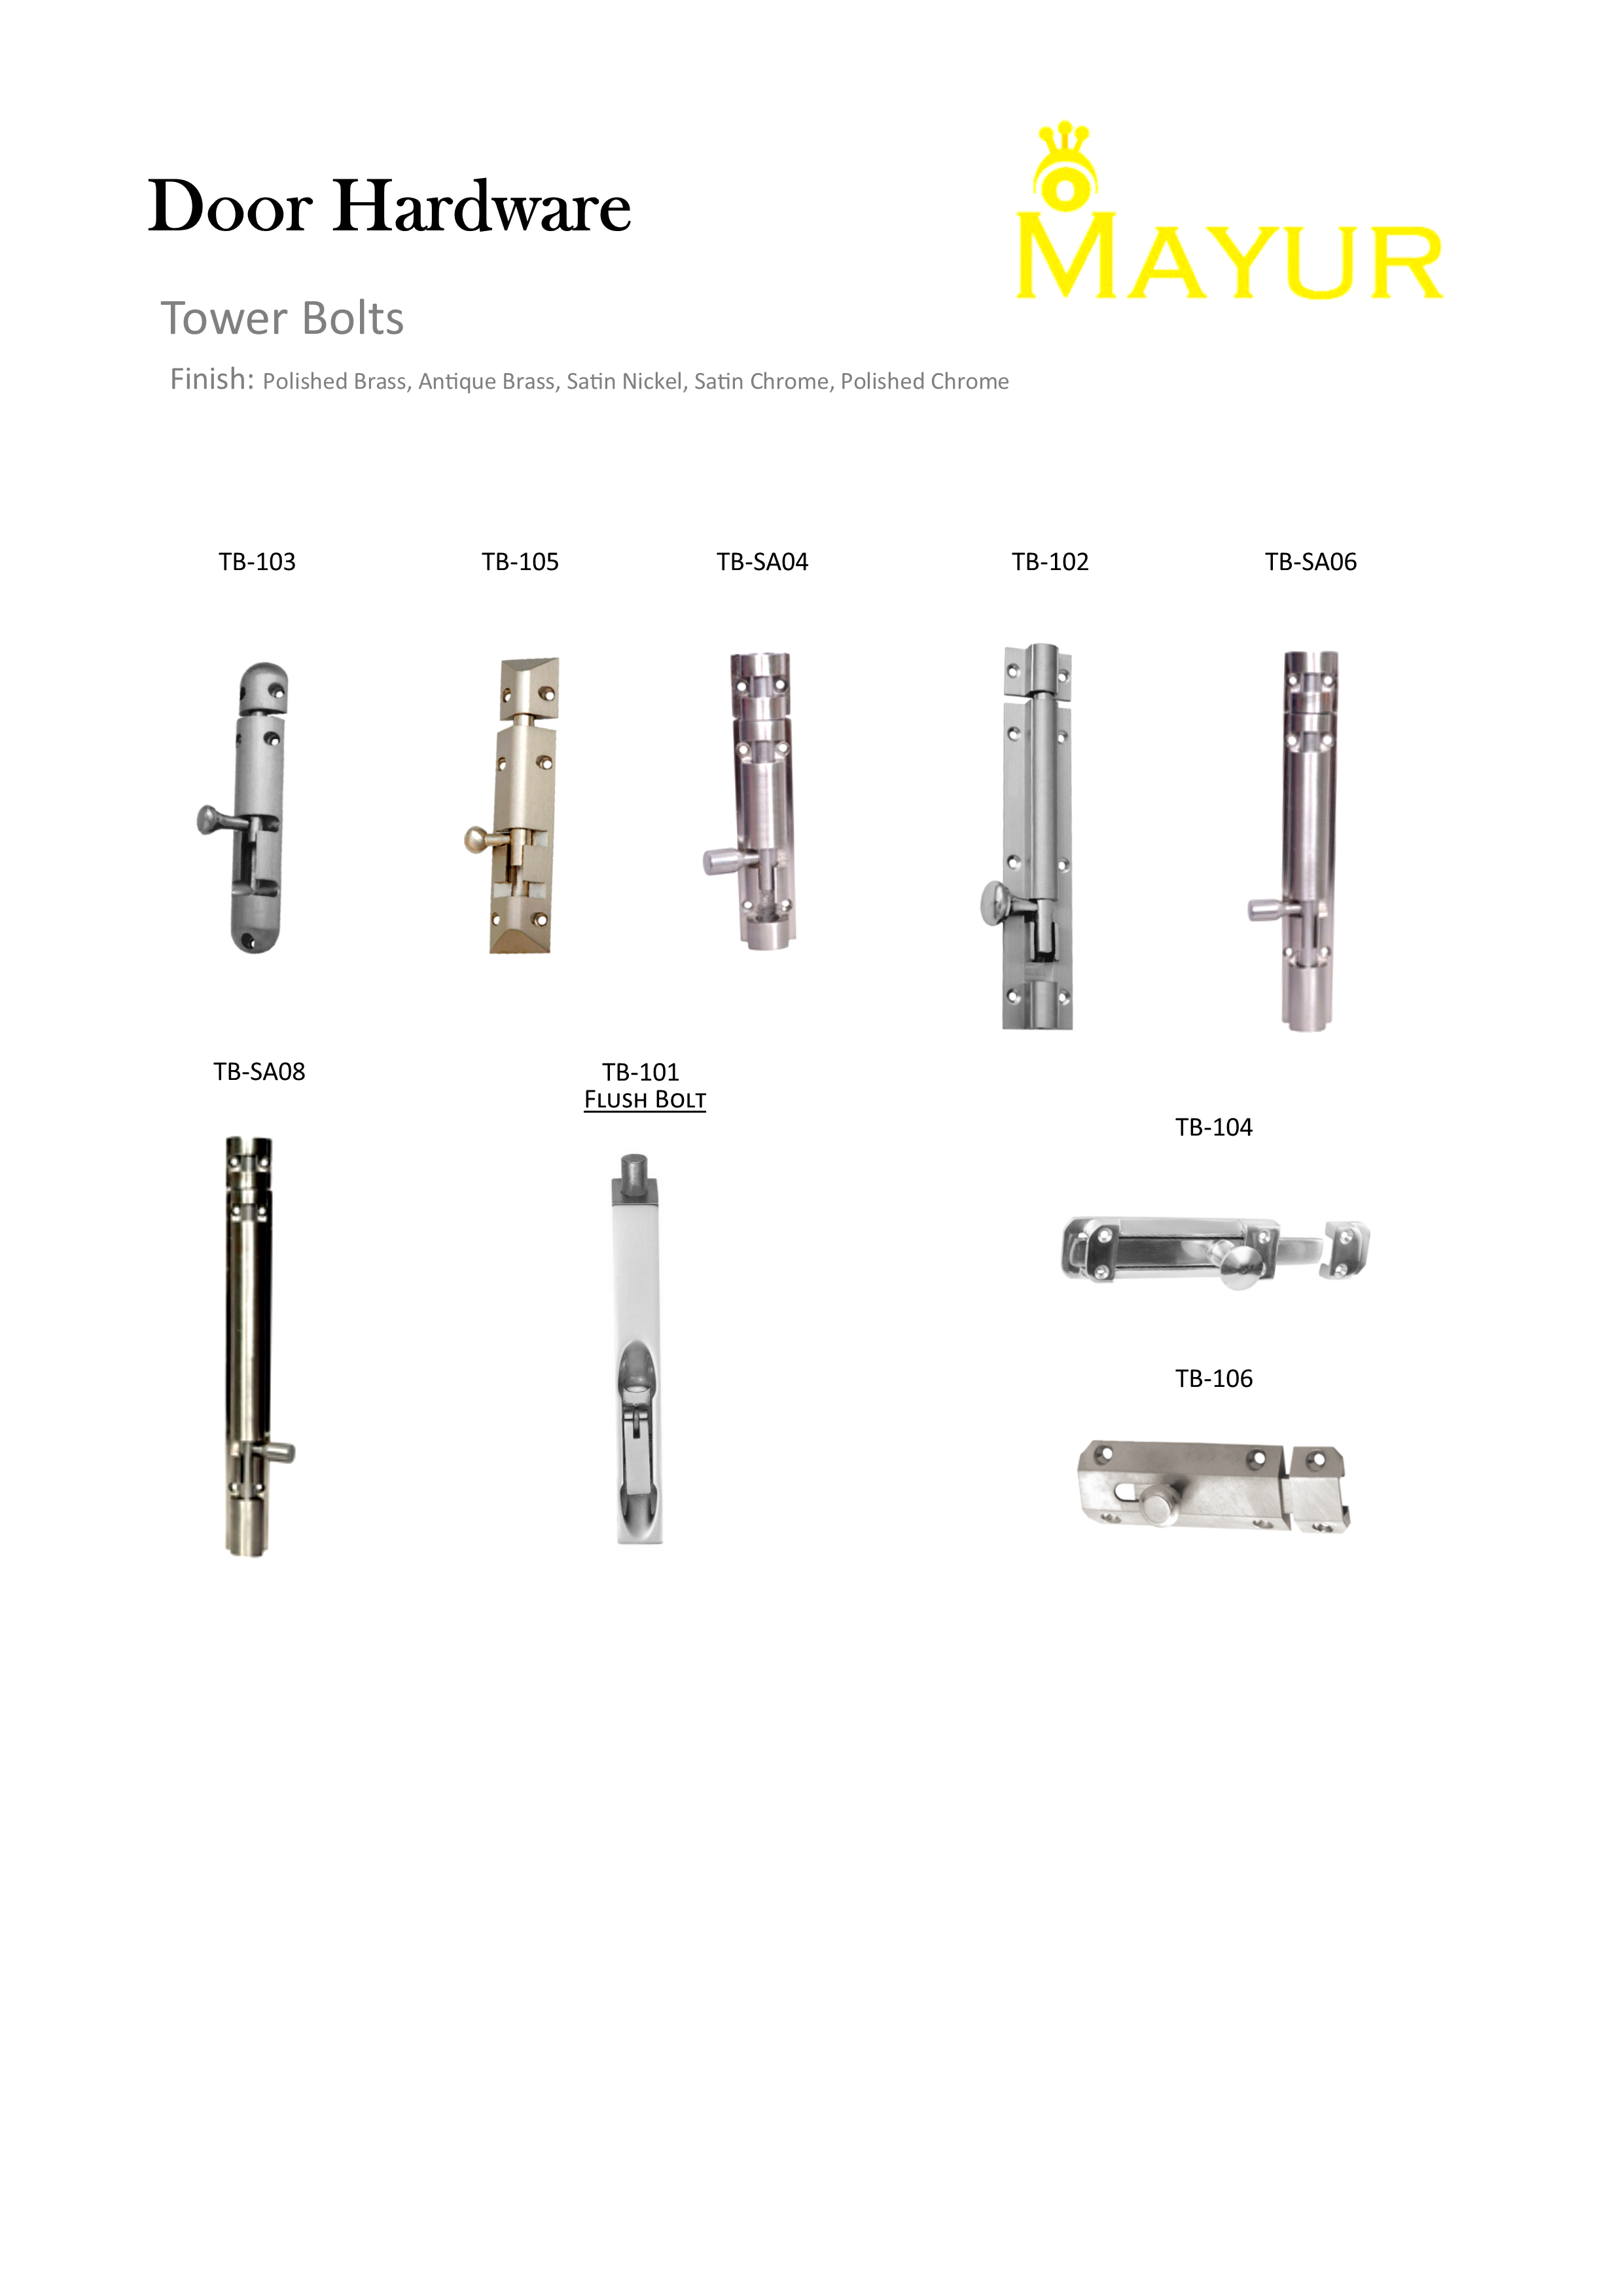 Door Hardware
MAYUR
Tower Bolts
Finish: Polished Brass, Antique Brass, Satin Nickel, Satin Chrome, Polished Chrome
TB-103
TB-105
TB-SA04
TB-102
TB-SA06
TB-SA08
TB-101
FLUSH BOLT
TB-104
TB-106